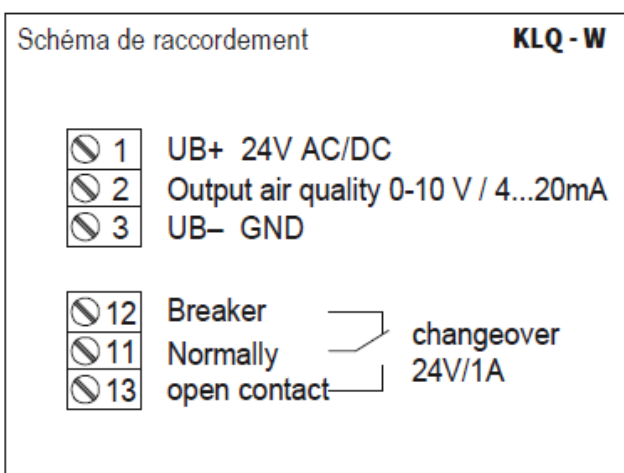 Schéma de raccordement KLQ - W
1 UB+ 24V AC/DC
2 Output air quality 0-10 V / 4...20mA
3 UB– GND
12 Breaker
11 Normally
13 open contact
changeover
24V/1A